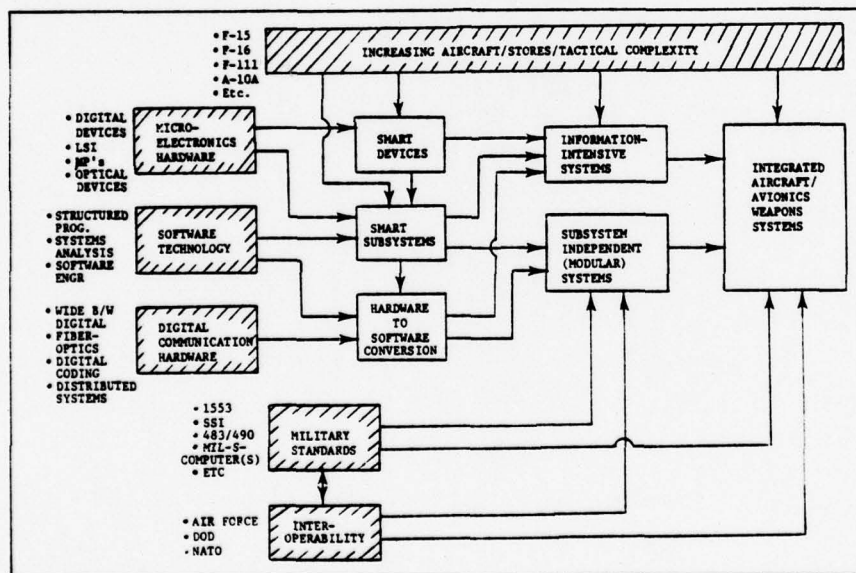 • F-15
• F-16
• F-111
• A-10A
• Etc.
INCREASING AIRCRAFT/STORES/TACTICAL COMPLEXITY
• DIGITAL
DEVICES
• LSI
• MP's
• OPTICAL DEVICES
MICRO-
ELECTRONICS
HARDWARE
SMART
DEVICES
INFORMATION-
INTENSIVE
SYSTEMS
INTEGRATED
AIRCRAFT/
AVIONICS
WEAPONS
SYSTEMS
• STRUCTURED
PROG.
• SYSTEMS
ANALYSIS
• SOFTWARE
ENGR
SOFTWARE
TECHNOLOGY
SMART
SUBSYSTEMS
SUBSYSTEM
INDEPENDENT
(MODULAR)
SYSTEMS
• WIDE B/W
DIGITAL
• FIBER-
OPTICS
• DIGITAL
CODING
• DISTRIBUTED
SYSTEMS
DIGITAL
COMMUNICATION
HARDWARE
HARDWARE
TO
SOFTWARE
CONVERSION
• 1553
• SSI
• 483/490
• MIL-S-
COMPUTER(S)
• ETC
MILITARY
STANDARDS
• AIR FORCE
• DOD
• NATO
INTER-
OPERABILITY